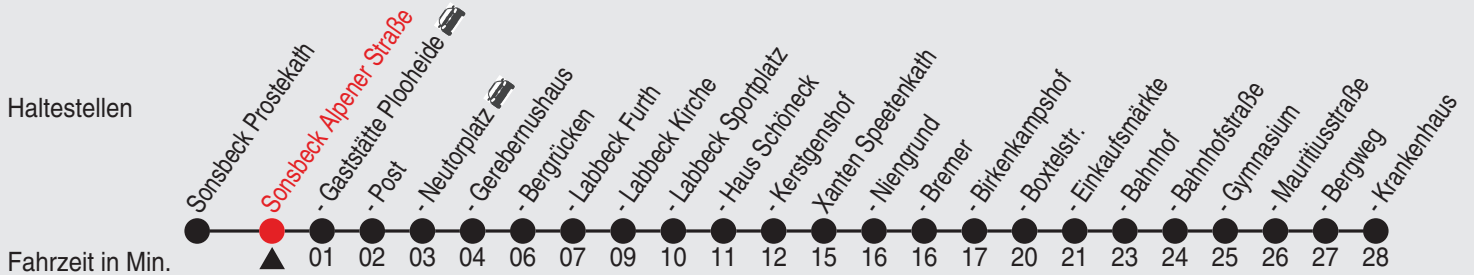 Haltestellen
Sonsbeck Prostekath
Sonsbeck Alpener Straße
- Gaststätte Plooheide
- Post
- Neutorplatz
- Gerebernushaus
- Bergrücken
- Labbeck Furth
- Labbeck Kirche
- Labbeck Sportplatz
- Haus Schöneck
- Kerstgenshof
Xanten Speetenkath
- Niengrund
- Bremer
- Birkenkampshof
- Boxtelstr.
- Einkaufsmärkte
- Bahnhof
- Bahnhofstraße
- Gymnasium
- Mauritiusstraße
- Bergweg
- Krankenhaus
Fahrzeit in Min. 01 02 03 04 06 07 09 10 11 12 15 16 16 17 20 21 23 24 25 26 27 28